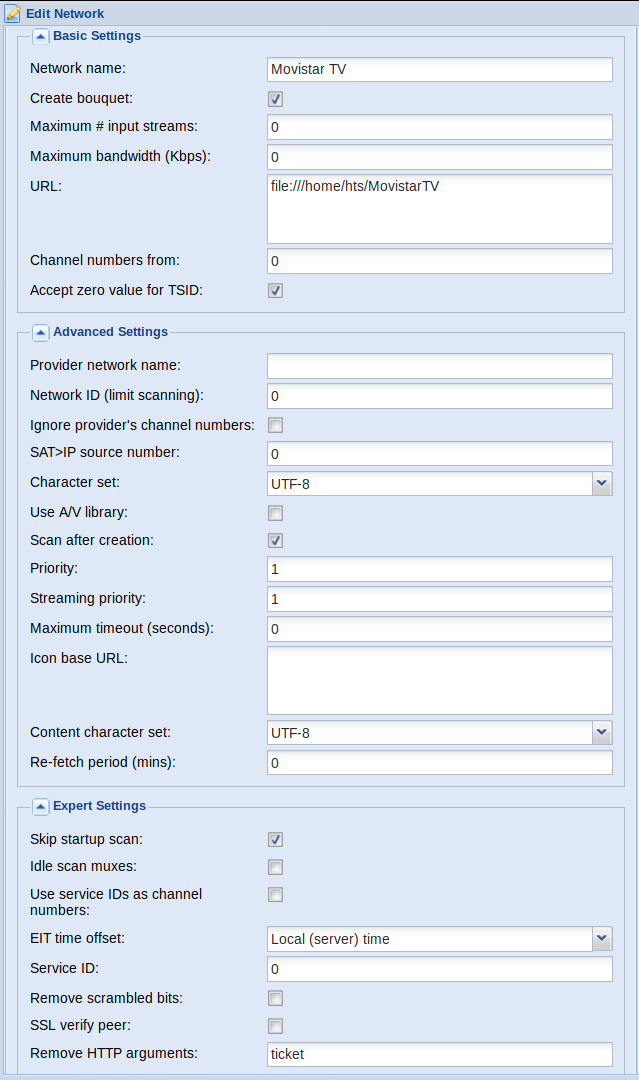 Edit Network
Basic Settings
Network name: Movistar TV
Create bouquet:
Maximum # input streams: 0
Maximum bandwidth (Kbps): 0
URL: file:///home/hts/MovistarTV
Channel numbers from: 0
Accept zero value for TSID:
Advanced Settings
Provider network name:
Network ID (limit scanning): 0
Ignore provider's channel numbers:
SAT>IP source number: 0
Character set: UTF-8
Use A/V library:
Scan after creation:
Priority: 1
Streaming priority: 1
Maximum timeout (seconds): 0
Icon base URL:
Content character set: UTF-8
Re-fetch period (mins): 0
Expert Settings
Skip startup scan:
Idle scan muxes:
Use service IDs as channel
numbers:
EIT time offset: Local (server) time
Service ID: 0
Remove scrambled bits:
SSL verify peer:
Remove HTTP arguments: ticket